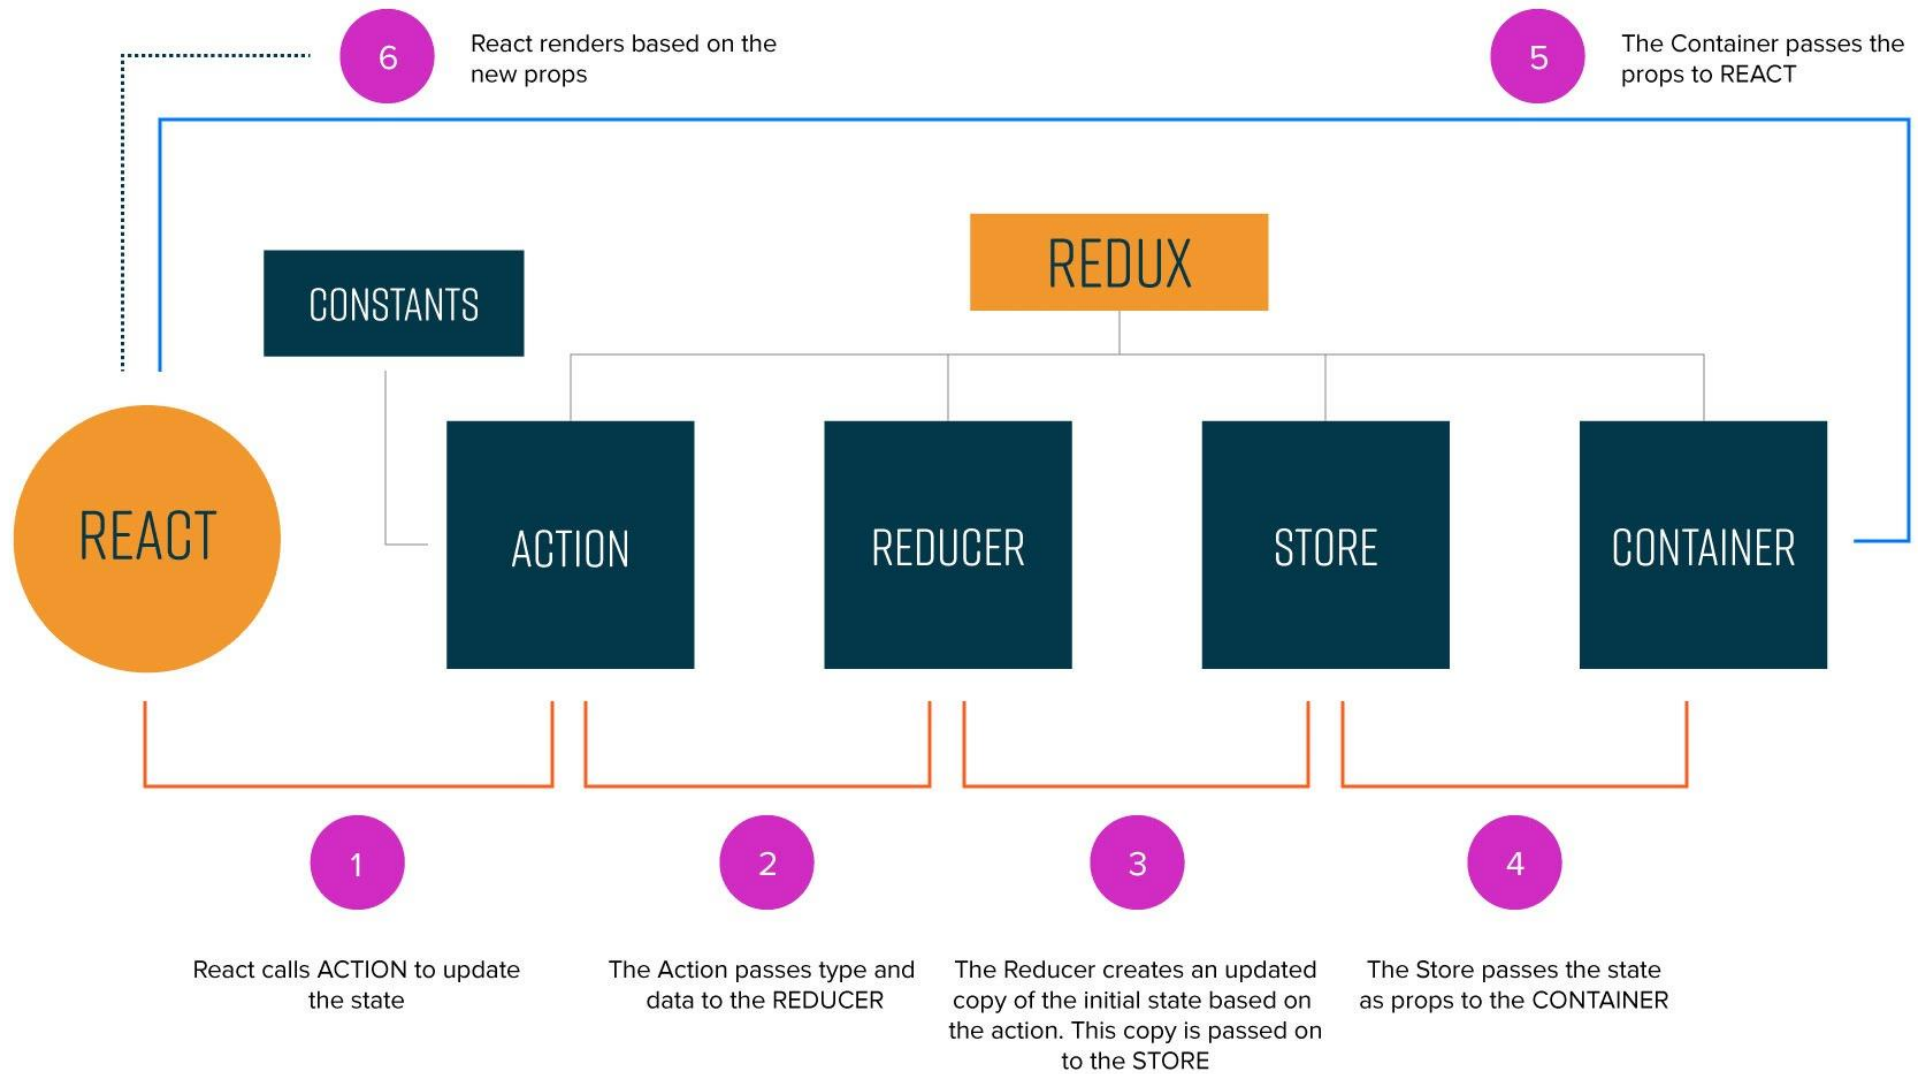 6
React renders based on the
new props
5
The Container passes the
props to REACT
REDUX
CONSTANTS
REACT
ACTION
REDUCER
STORE
CONTAINER
1
React calls ACTION to update
the state
2
The Action passes type and
data to the REDUCER
3
The Reducer creates an updated
copy of the initial state based on
the action. This copy is passed on
to the STORE
4
The Store passes the state
as props to the CONTAINER